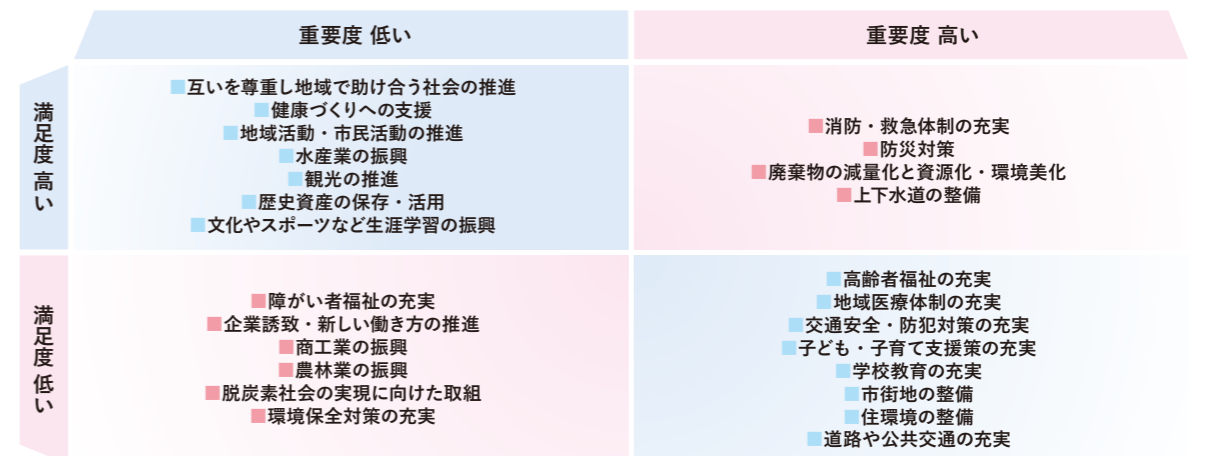 重要度 低い
重要度 高い
満足度 高い
■互いを尊重し地域で助け合う社会の推進
■健康づくりへの支援
■地域活動・市民活動の推進
■水産業の振興
■観光の推進
■歴史資産の保存・活用
■文化やスポーツなど生涯学習の振興
■消防・救急体制の充実
■防災対策
■廃棄物の減量化と資源化・環境美化
■上下水道の整備
満足度 低い
■障がい者福祉の充実
■企業誘致・新しい働き方の推進
■商工業の振興
■農林業の振興
■脱炭素社会の実現に向けた取組
■環境保全対策の充実
■高齢者福祉の充実
■地域医療体制の充実
■交通安全・防犯対策の充実
■子ども・子育て支援策の充実
■学校教育の充実
■市街地の整備
■住環境の整備
■道路や公共交通の充実